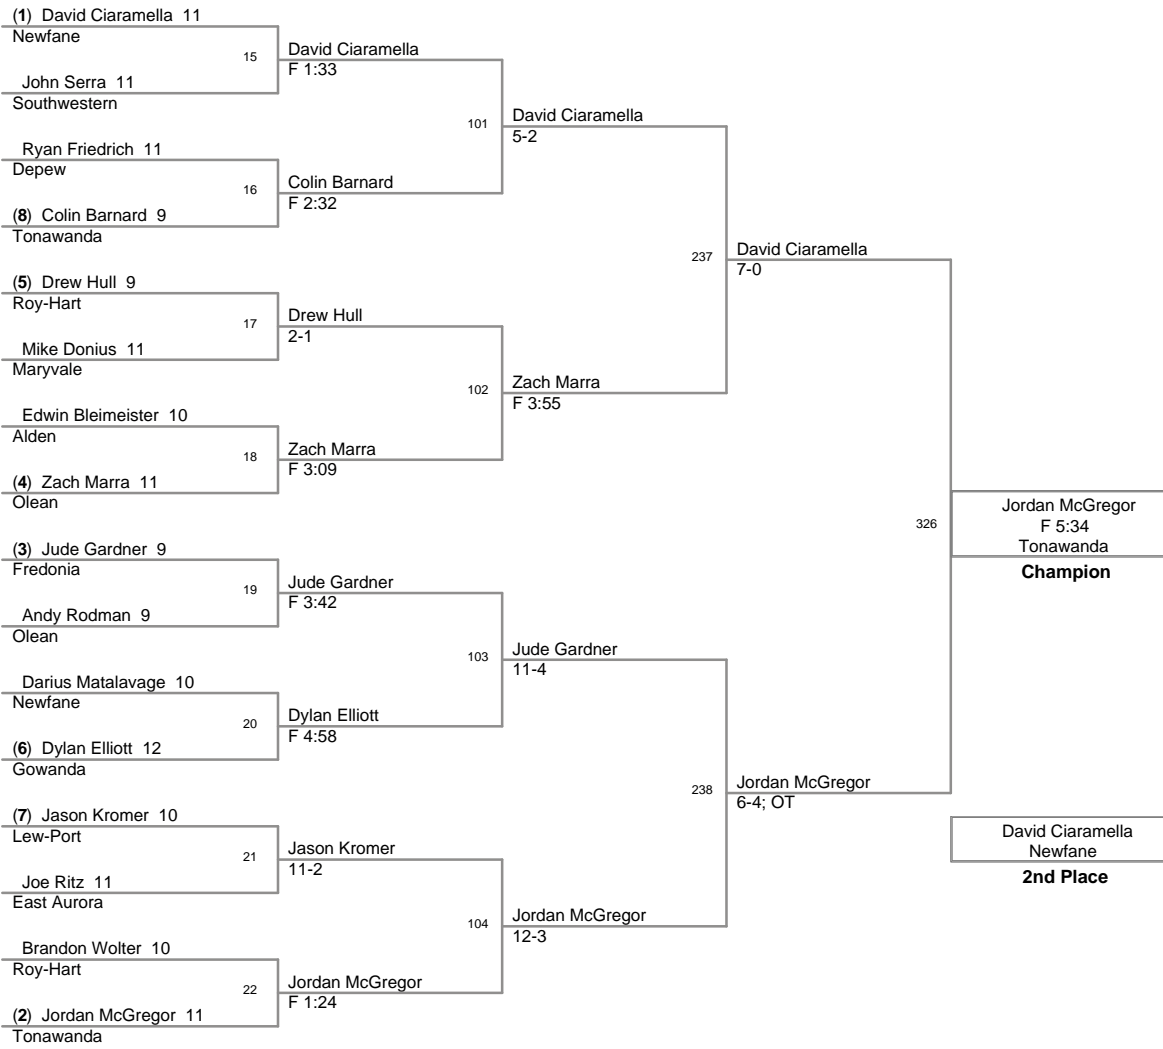 (1) David Ciaramella 11
Newfane
15
John Serra 11
Southwestern
David Ciaramella
F 1:33
Ryan Friedrich 11
Depew
16
(8) Colin Barnard 9
Tonawanda
Colin Barnard
F 2:32
101
David Ciaramella
5-2
(5) Drew Hull 9
Roy-Hart
17
Mike Donius 11
Maryvale
Drew Hull
2-1
Edwin Bleimeister 10
Alden
18
(4) Zach Marra 11
Olean
Zach Marra
F 3:09
102
Zach Marra
F 3:55
237
David Ciaramella
7-0
(3) Jude Gardner 9
Fredonia
19
Andy Rodman 9
Olean
Jude Gardner
F 3:42
Darius Matalavage 10
Newfane
20
(6) Dylan Elliott 12
Gowanda
Dylan Elliott
F 4:58
103
Jude Gardner
11-4
(7) Jason Kromer 10
Lew-Port
21
Joe Ritz 11
East Aurora
Jason Kromer
11-2
Brandon Wolter 10
Roy-Hart
22
(2) Jordan McGregor 11
Tonawanda
Jordan McGregor
F 1:24
104
Jordan McGregor
12-3
238
Jordan McGregor
6-4; OT
326
Jordan McGregor
F 5:34
Tonawanda
Champion
David Ciaramella
Newfane
2nd Place